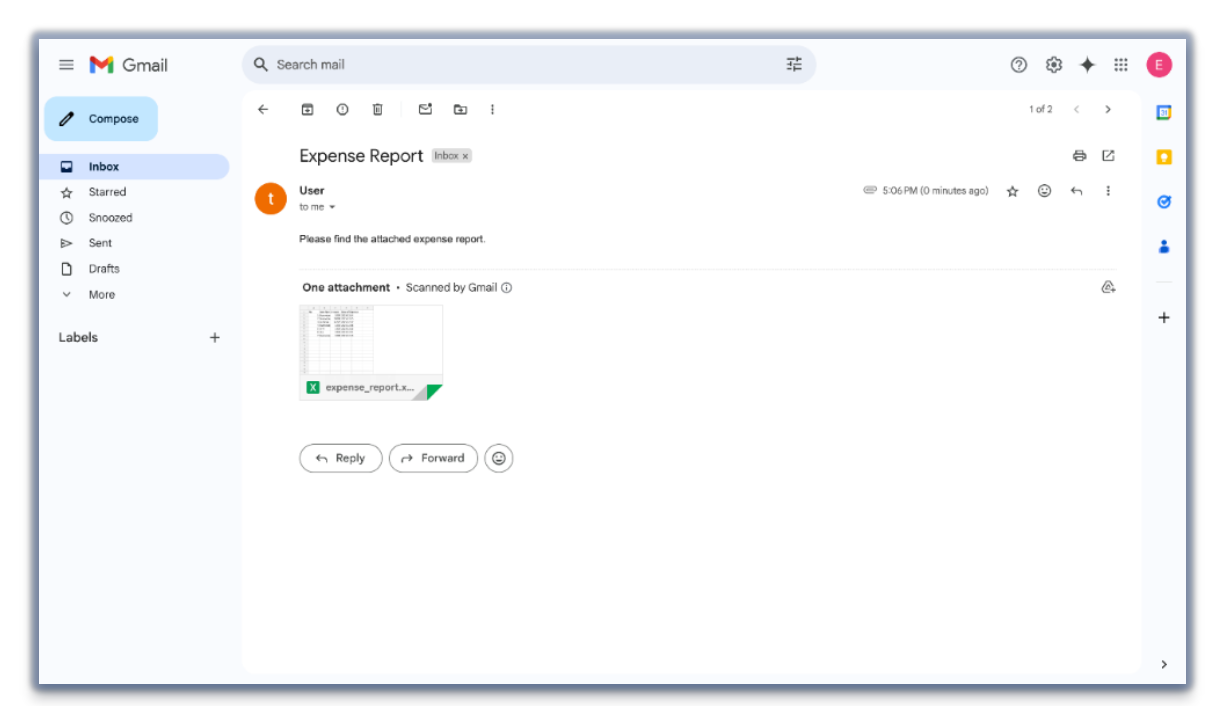 Gmail
Search mail
E
Compose
1 of 2
31
Inbox
Expense Report Inbox x
Starred
t
User
5:06 PM (0 minutes ago)
to me
Snoozed
Sent
Please find the attached expense report.
Drafts
More
One attachment • Scanned by Gmail
Labels
X expense_report.x...
Reply
Forward